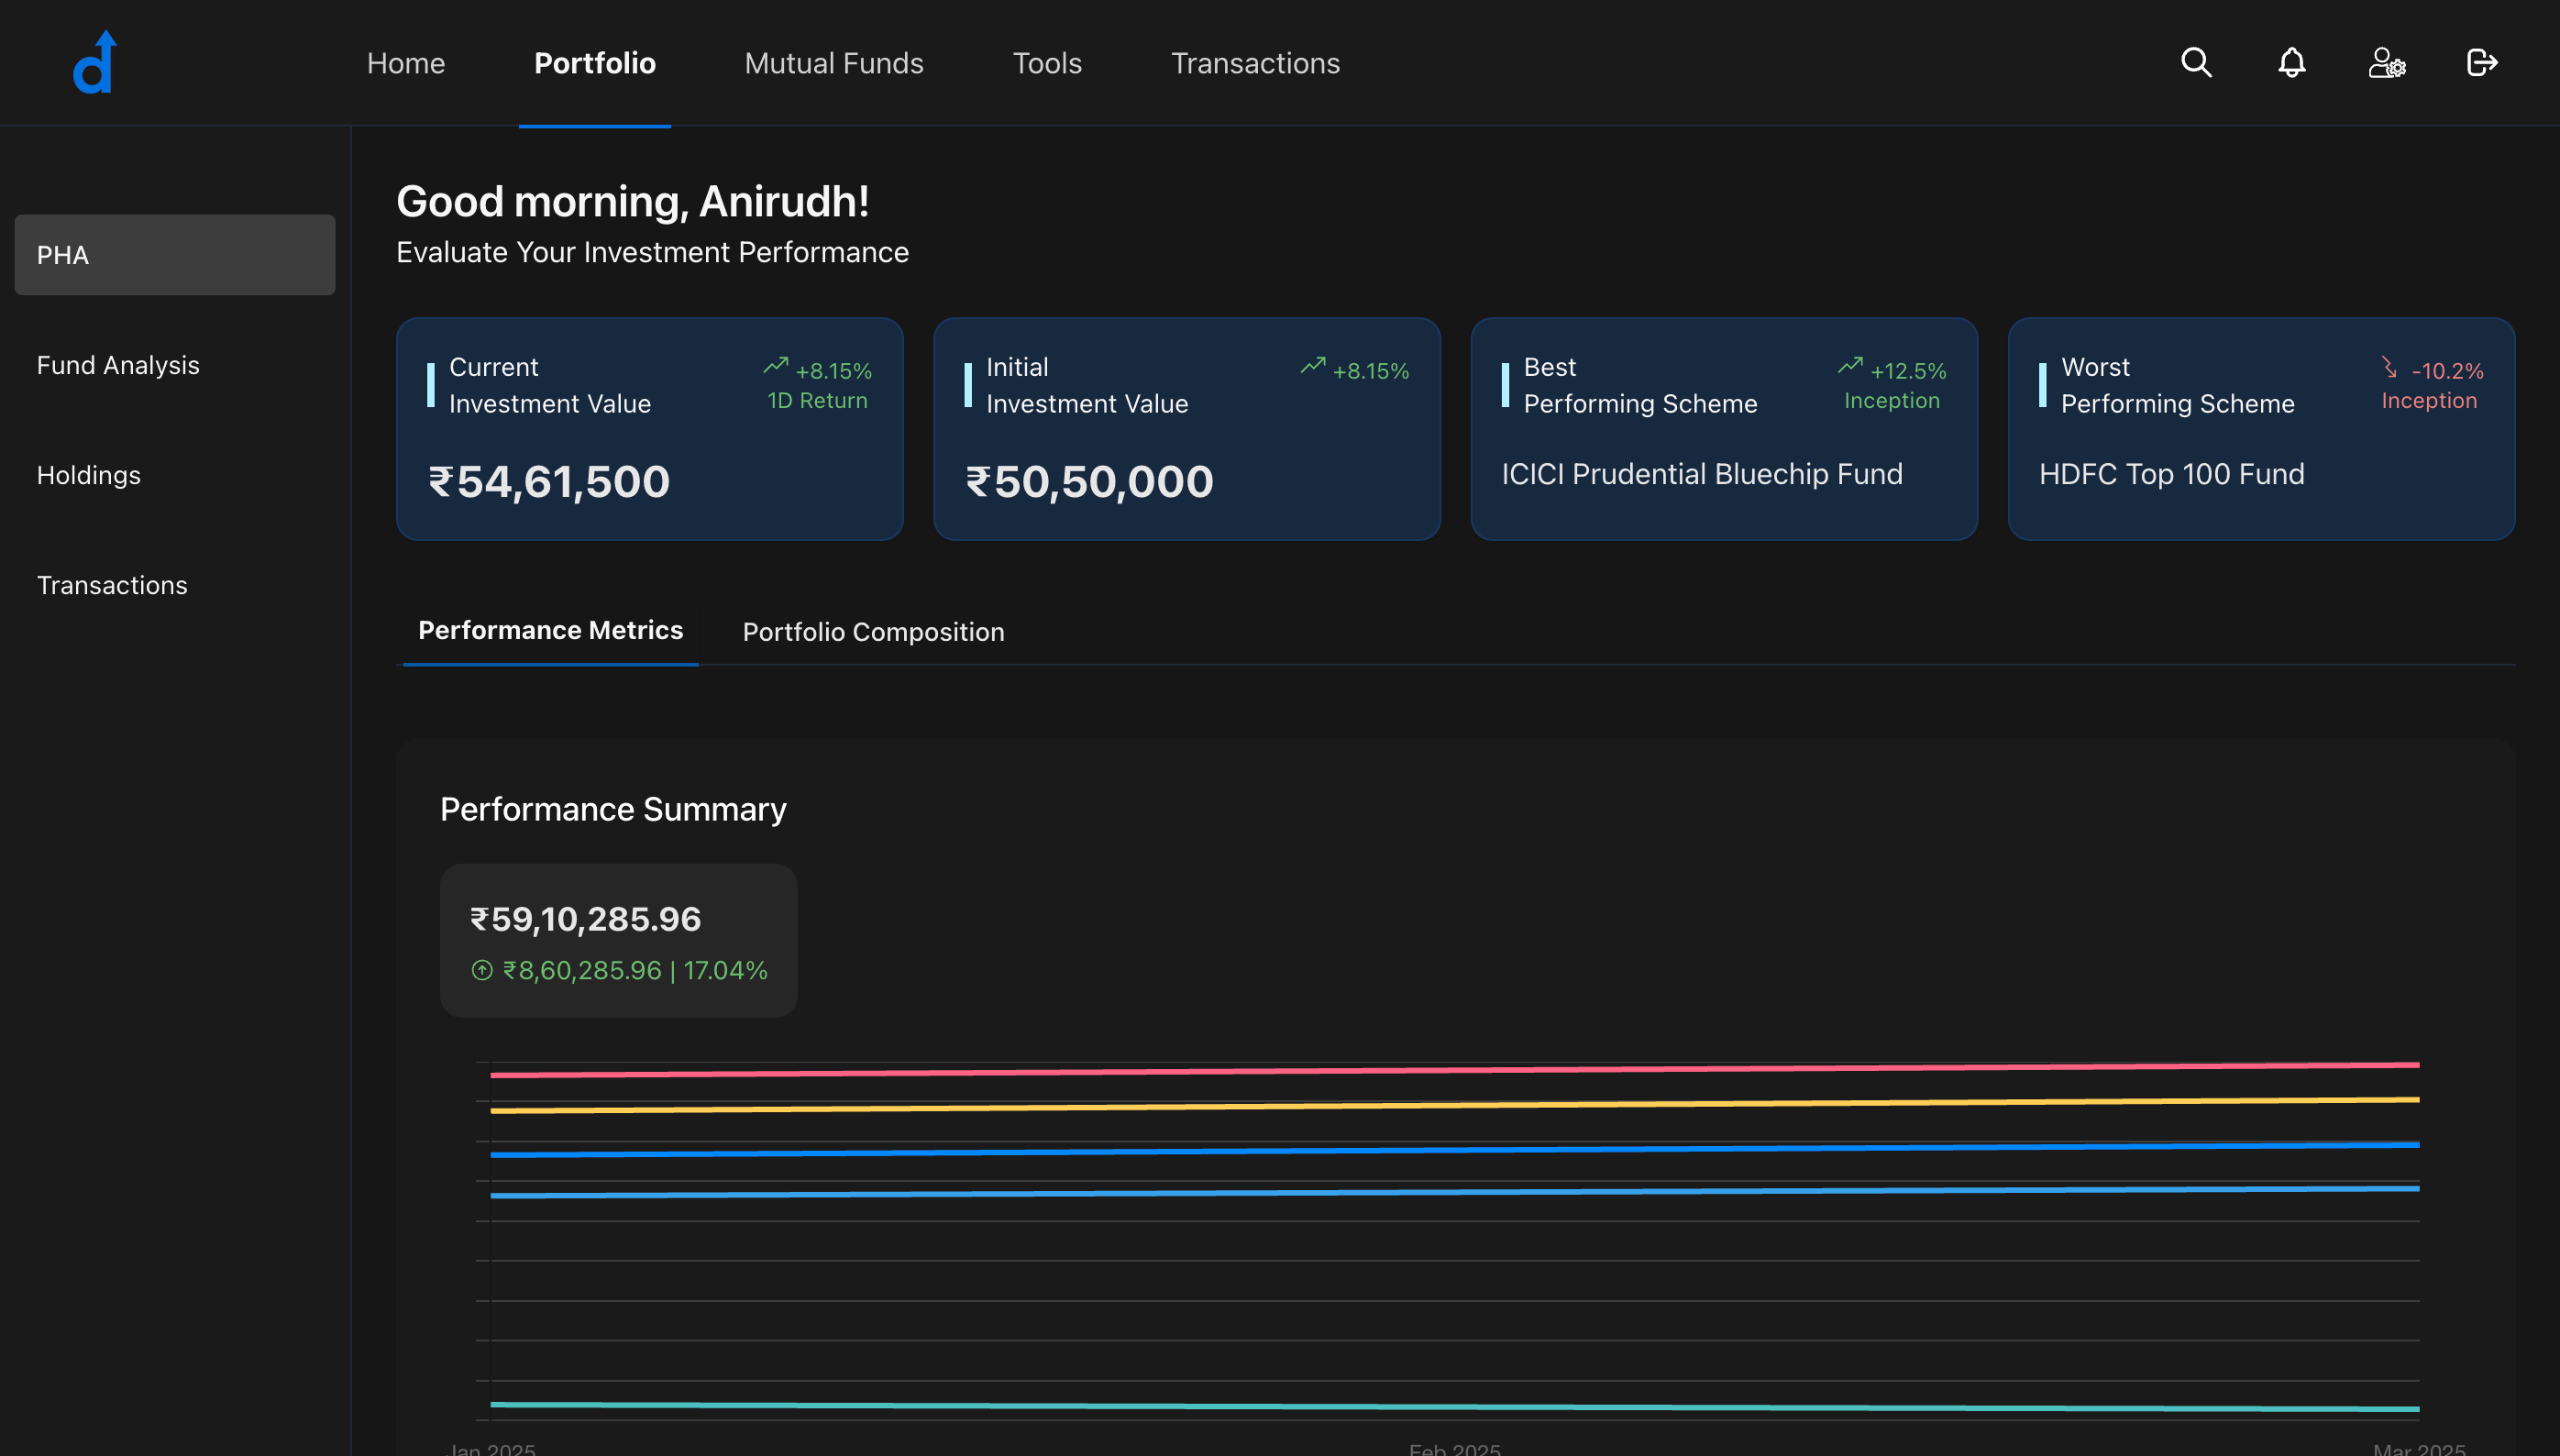 Home
Portfolio
Mutual Funds
Tools
Transactions
PHA
Fund Analysis
Holdings
Transactions
Good morning, Anirudh!
Evaluate Your Investment Performance
Current
Investment Value
+8.15%
1D Return
₹54,61,500
Initial
Investment Value
+8.15%
₹50,50,000
Best
Performing Scheme
+12.5%
Inception
ICICI Prudential Bluechip Fund
Worst
Performing Scheme
-10.2%
Inception
HDFC Top 100 Fund
Performance Metrics
Portfolio Composition
Performance Summary
₹59,10,285.96
₹8,60,285.96 | 17.04%
Jan 2025
Feb 2025
Mar 2025